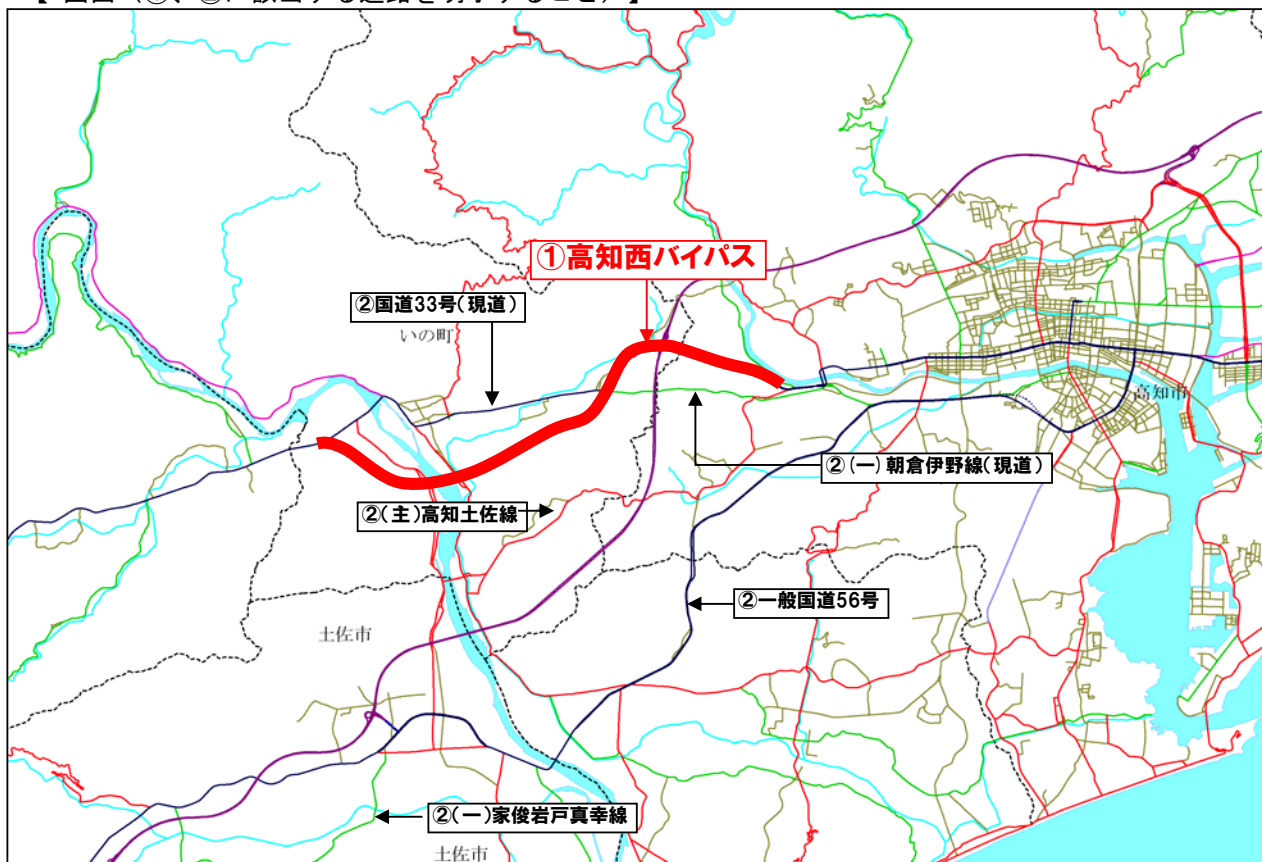 ①高知西バイパス
②国道33号(現道)
いの町
高知市
②(一)朝倉伊野線(現道)
②(主)高知土佐線
②一般国道56号
土佐市
②(一)家俊岩戸真幸線
土佐市